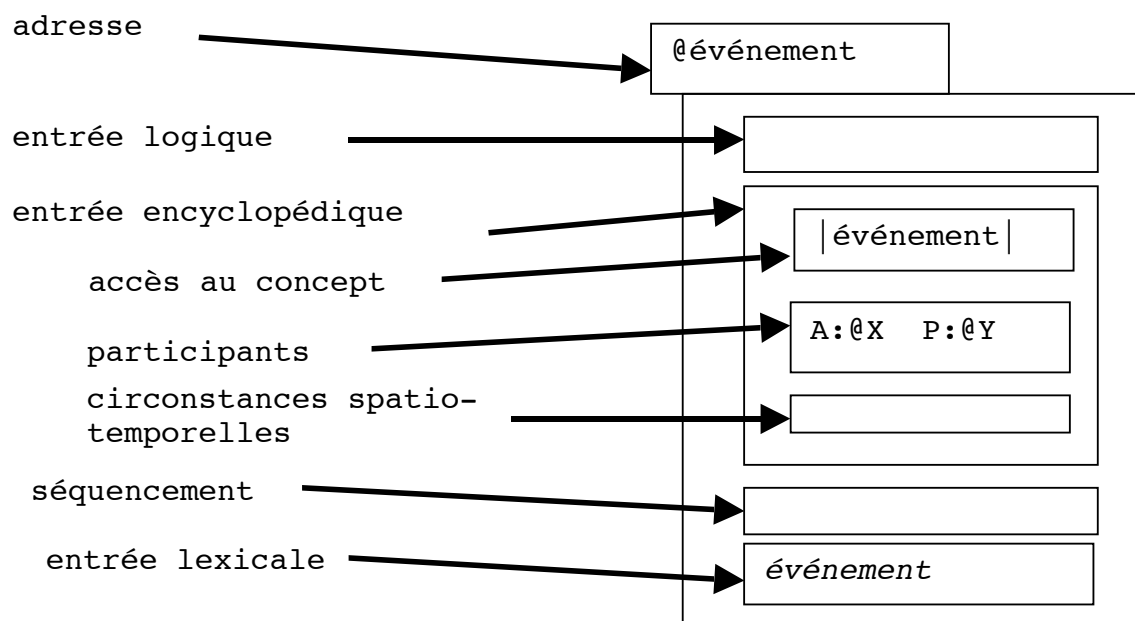 adresse
@événement
entrée logique
entrée encyclopédique
|événement|
accès au concept
participants
A:@X P:@Y
circonstances spatio-
temporelles
séquencement
entrée lexicale
événement